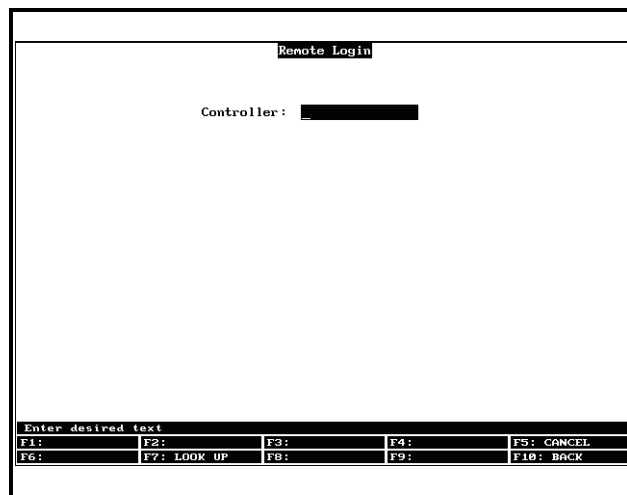 Remote Login
Controller: _
Enter desired text
F1: F2: F3: F4: F5: CANCEL
F6: F7: LOOK UP F8: F9: F10: BACK